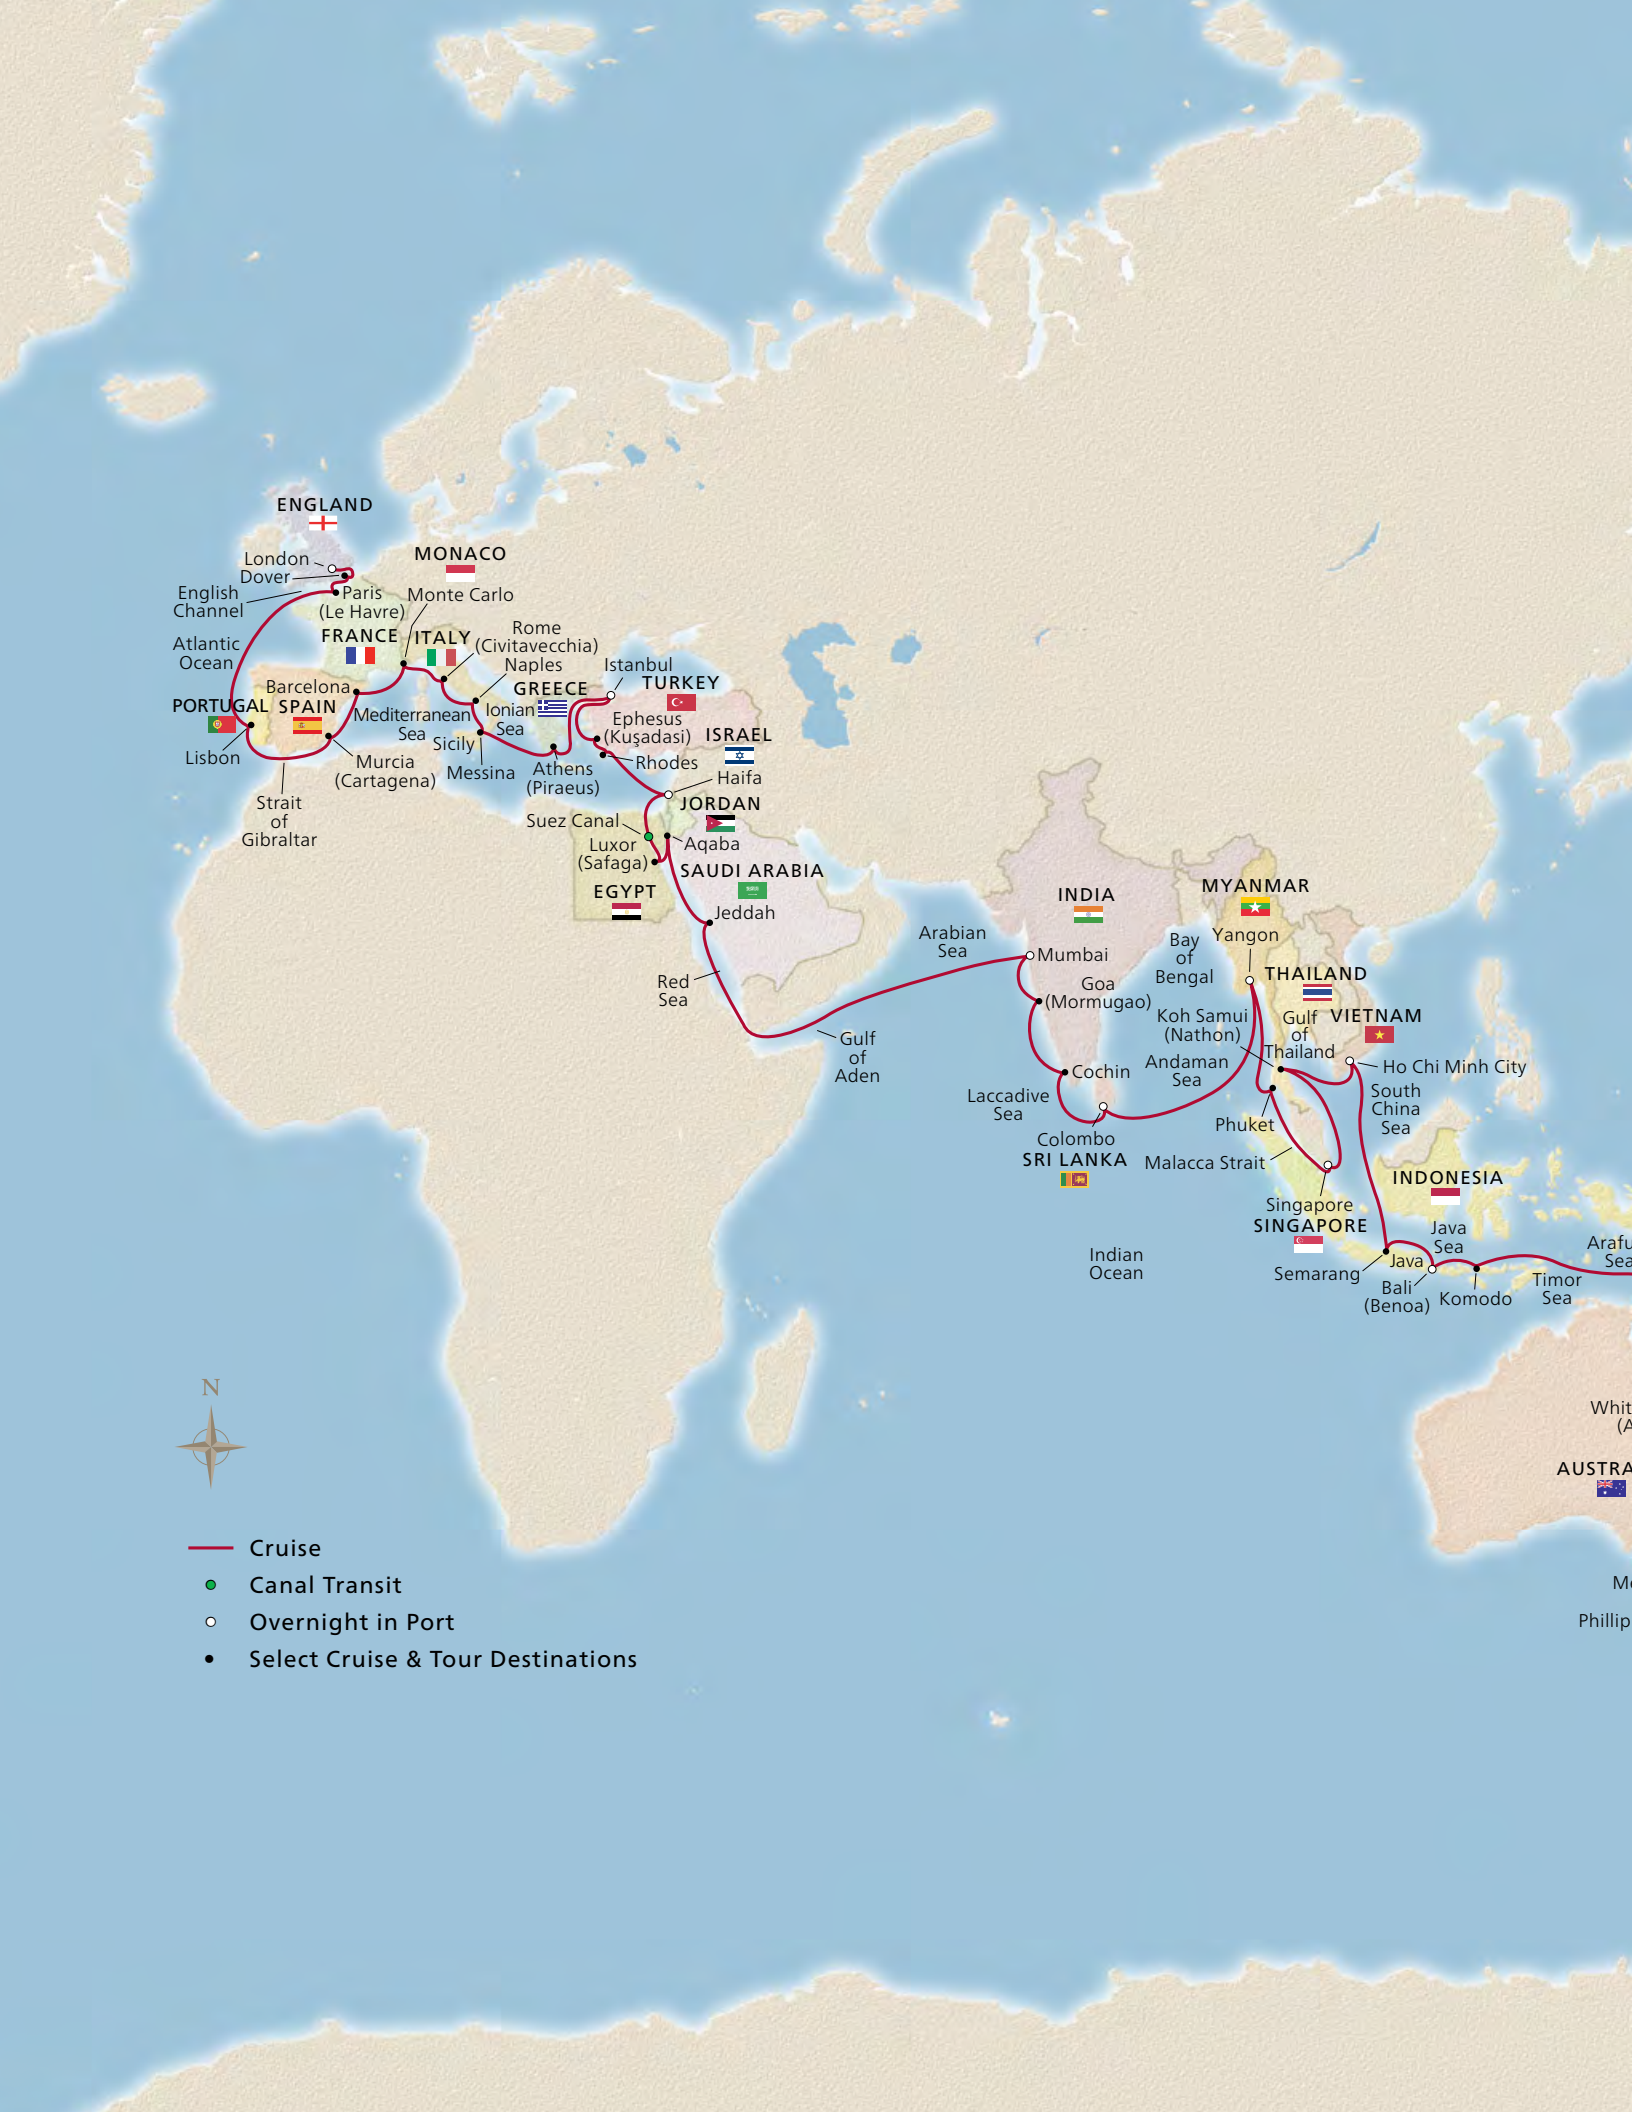 ENGLAND
London
Dover
English
Channel
MONACO
Paris
(Le Havre)
Monte Carlo
Atlantic
Ocean
FRANCE
ITALY
Rome
(Civitavecchia)
Naples
Istanbul
TURKEY
GREECE
Barcelona
PORTUGAL
SPAIN
Mediterranean
Sea
Ionian
Sea
Ephesus
(Kuşadasi)
ISRAEL
Sicily
Lisbon
Murcia
(Cartagena)
Messina
Athens
(Piraeus)
Rhodes
Haifa
Strait
of
Gibraltar
JORDAN
Suez Canal
Luxor
(Safaga)
Aqaba
SAUDI ARABIA
EGYPT
Jeddah
Red
Sea
Gulf
of
Aden
Arabian
Sea
INDIA
Mumbai
Goa
(Mormugao)
Cochin
Laccadive
Sea
Colombo
SRI LANKA
MYANMAR
Yangon
Bay
of
Bengal
THAILAND
Koh Samui
(Nathon)
Gulf
of
Thailand
VIETNAM
Andaman
Sea
Ho Chi Minh City
South
China
Sea
Phuket
Malacca Strait
Singapore
SINGAPORE
INDONESIA
Java
Sea
Indian
Ocean
Semarang
Java
Bali
(Benoa)
Komodo
Timor
Sea
Arafu
Sea
Whit
(A
AUSTRA
Me
Phillip
N
Cruise
Canal Transit
Overnight in Port
Select Cruise & Tour Destinations